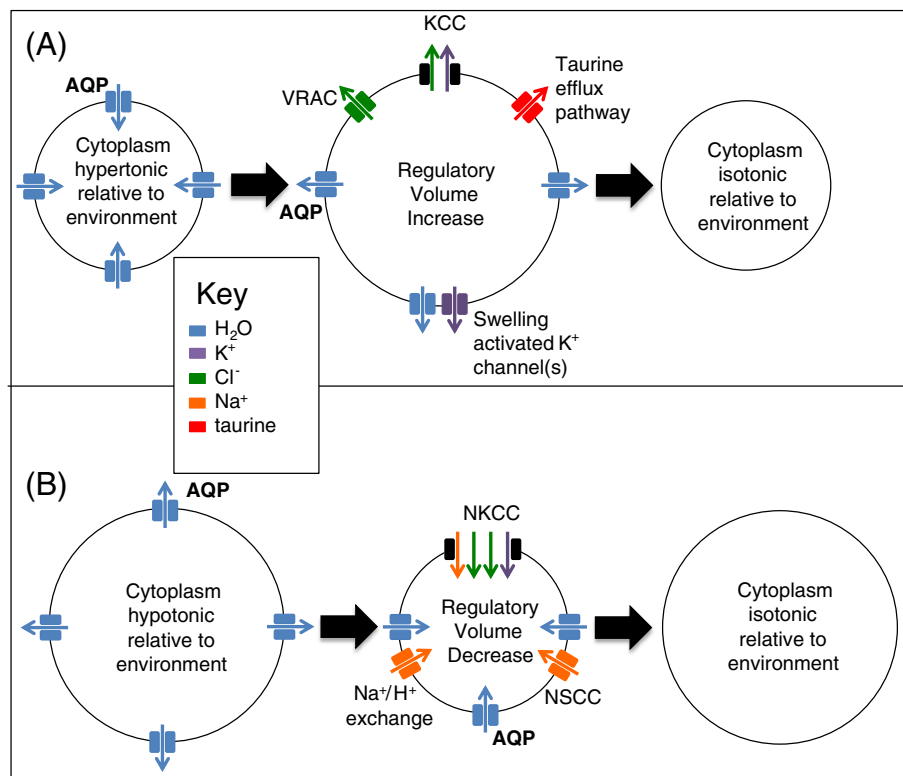 (A)
AQP
Cytoplasm
hypertonic
relative to
environment
KCC
VRAC
Taurine
efflux
pathway
AQP
Regulatory
Volume
Increase
Swelling
activated K⁺
channel(s)
Cytoplasm
isotonic
relative to
environment
Key
H₂O
K⁺
Cl⁻
Na⁺
taurine
(B)
AQP
Cytoplasm
hypotonic
relative to
environment
NKCC
Regulatory
Volume
Decrease
Na⁺/H⁺
exchange
NSCC
AQP
Cytoplasm
isotonic
relative to
environment